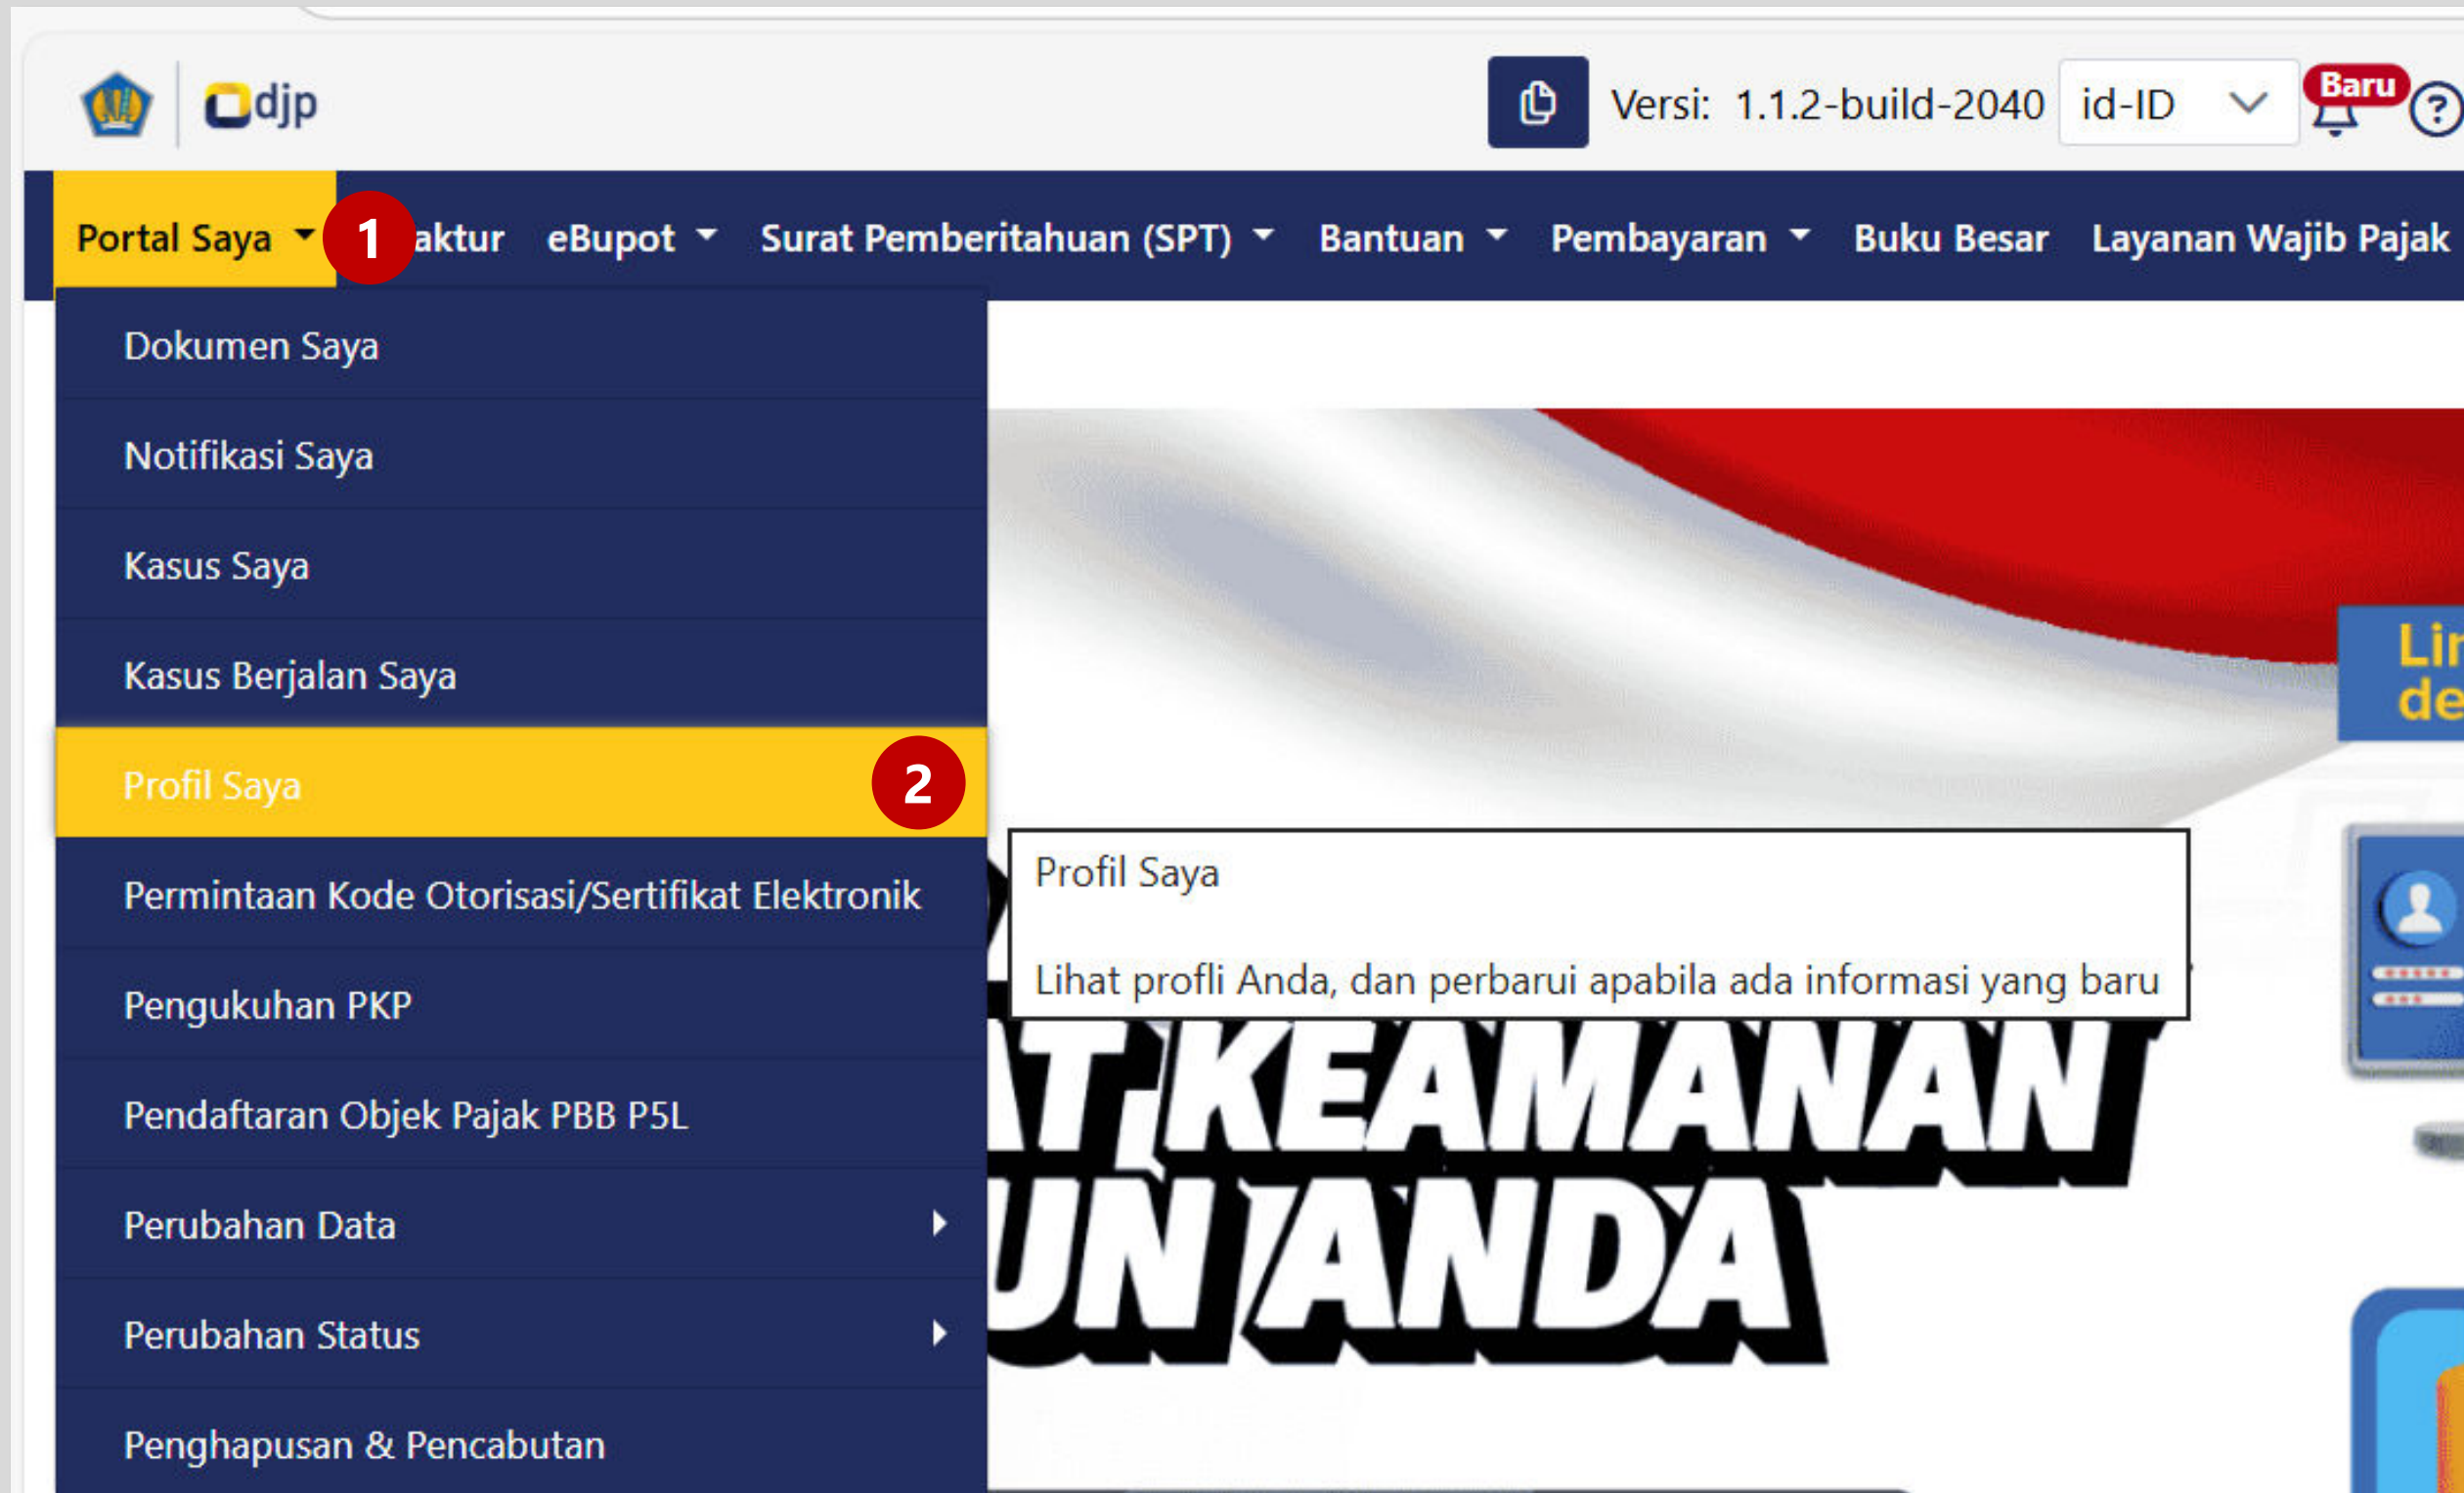 djp
Versi: 1.1.2-build-2040 id-ID Baru ?
Portal Saya 1 aktur eBupot Surat Pemberitahuan (SPT) Bantuan Pembayaran Buku Besar Layanan Wajib Pajak
Dokumen Saya
Notifikasi Saya
Kasus Saya
Kasus Berjalan Saya
Profil Saya 2
Permintaan Kode Otorisasi/Sertifikat Elektronik
Pengukuhan PKP
Pendaftaran Objek Pajak PBB P5L
Perubahan Data
Perubahan Status
Penghapusan & Pencabutan
Profil Saya
Lihat profli Anda, dan perbarui apabila ada informasi yang baru
AT KEAMANAN
UN ANDA